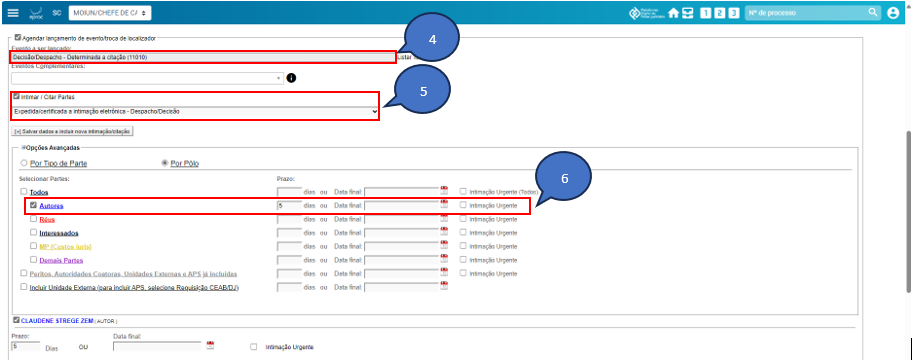 eproc SC MOIJUN/CHEFE DE CA Nº de processo
1 2 3
Agendar lançamento de evento/troca de localizador
4
Evento a ser lançado:
Decisão/Despacho - Determinada a citação (11010) Listar
Eventos Complementares:
5
Intimar / Citar Partes
Expedida/certificada a intimação eletrônica - Despacho/Decisão
[+] Salvar dados e incluir nova intimação/citação
Opções Avançadas
Por Tipo de Parte Por Pólo
6
Selecionar Partes: Prazo:
Todos dias ou Data final: Intimação Urgente (Todos)
Autores 5 dias ou Data final: Intimação Urgente
Réus dias ou Data final: Intimação Urgente
Interessados dias ou Data final: Intimação Urgente
MP (Custos Iuris) dias ou Data final: Intimação Urgente
Demais Partes dias ou Data final: Intimação Urgente
Peritos, Autoridades Coatoras, Unidades Externas e APS já incluídas dias ou Data final:
Incluir Unidade Externa (para incluir APS, selecione Requisição CEAB/DJ) dias ou Data final:
CLAUDENE STREGE ZEM ( AUTOR )
Prazo: Data final:
5 Dias OU Intimação Urgente